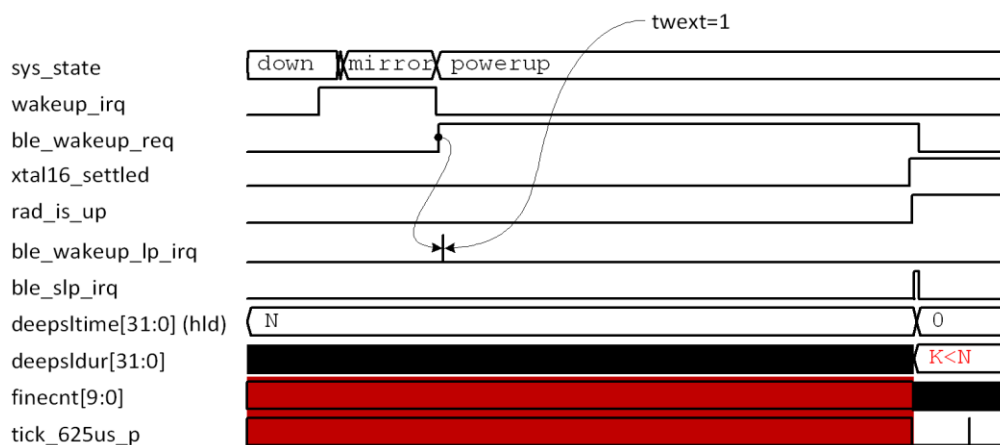 twext=1
sys_state down mirror powerup
wakeup_irq
ble_wakeup_req
xtal16_settled
rad_is_up
ble_wakeup_lp_irq
ble_slp_irq
deepsltime[31:0] (hld) N 0
deepsldur[31:0] K<N
finecnt[9:0]
tick_625us_p